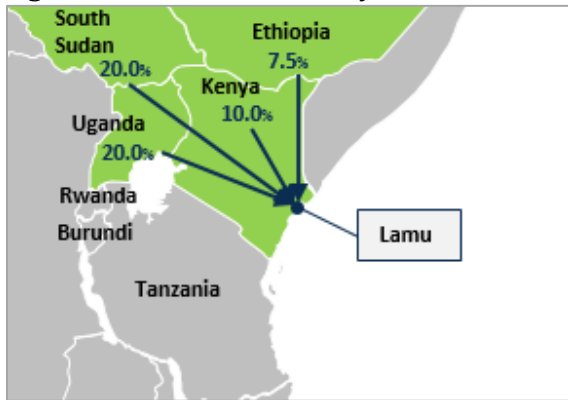 South
Sudan
20.0%
Ethiopia
7.5%
Kenya
10.0%
Uganda
20.0%
Rwanda
Burundi
Lamu
Tanzania